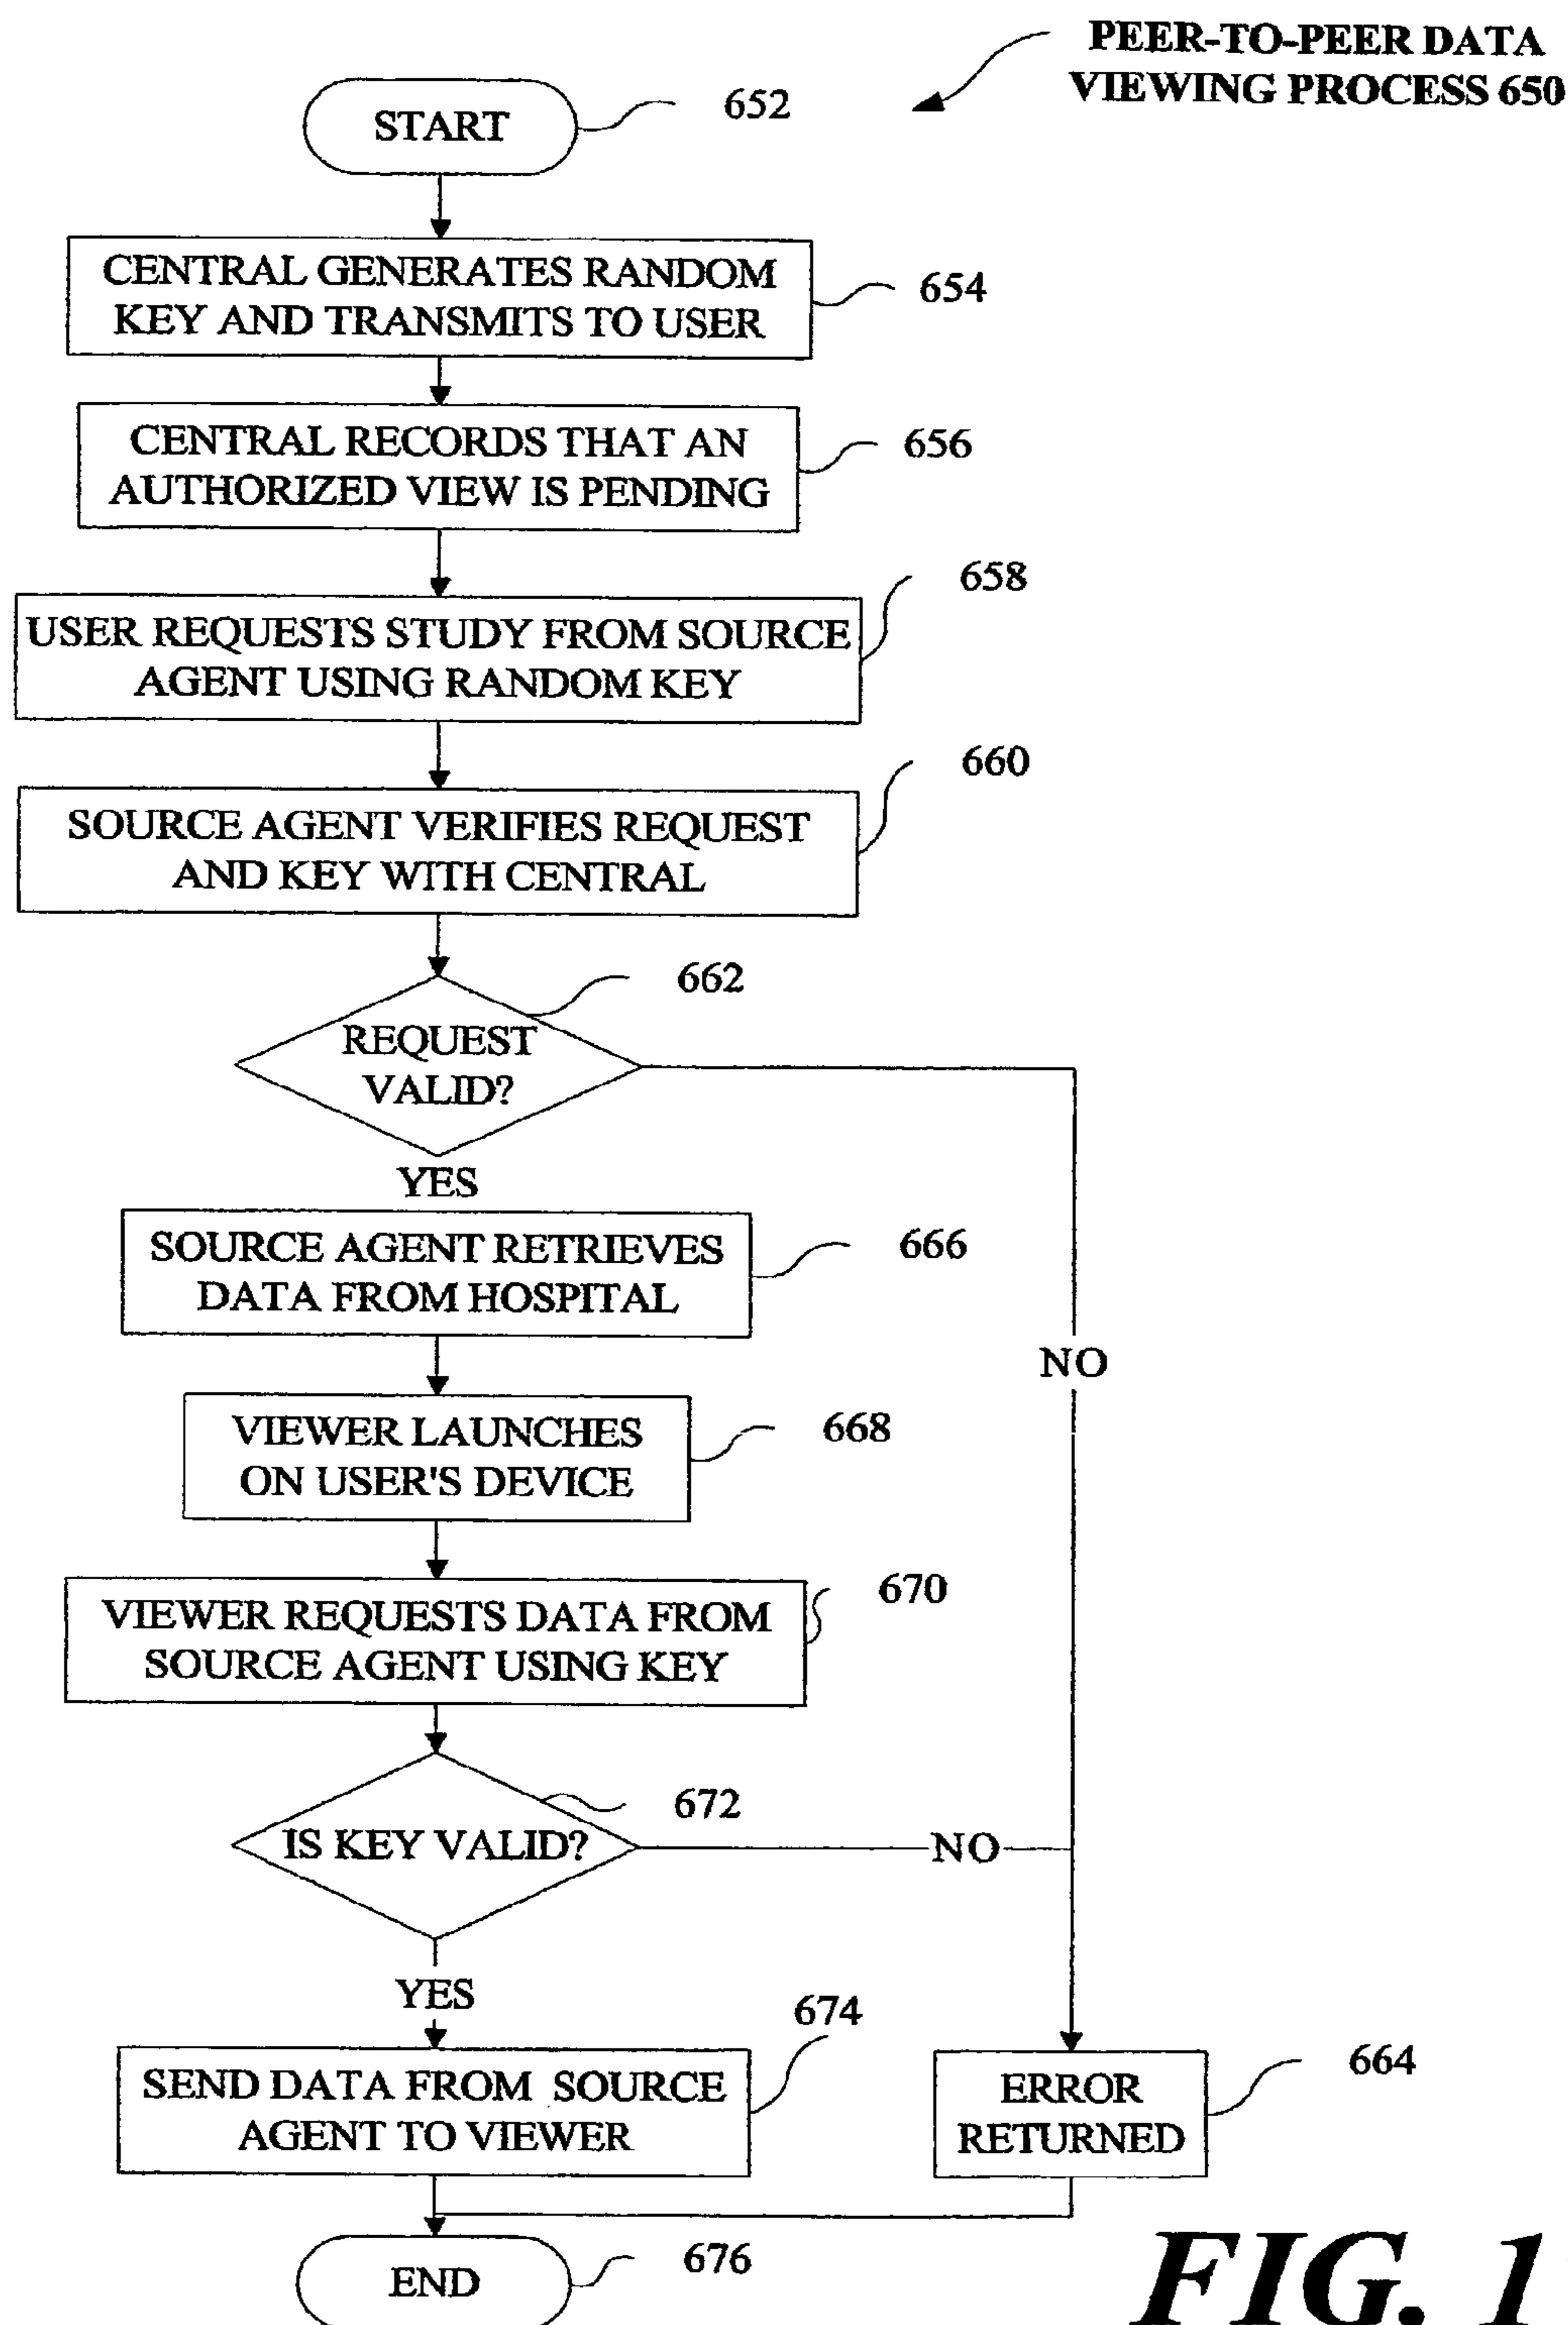 PEER-TO-PEER DATA
VIEWING PROCESS 650
START
652
CENTRAL GENERATES RANDOM
KEY AND TRANSMITS TO USER
654
CENTRAL RECORDS THAT AN
AUTHORIZED VIEW IS PENDING
656
USER REQUESTS STUDY FROM SOURCE
AGENT USING RANDOM KEY
658
SOURCE AGENT VERIFIES REQUEST
AND KEY WITH CENTRAL
660
REQUEST
VALID?
662
YES
NO
SOURCE AGENT RETRIEVES
DATA FROM HOSPITAL
666
VIEWER LAUNCHES
ON USER'S DEVICE
668
VIEWER REQUESTS DATA FROM
SOURCE AGENT USING KEY
670
IS KEY VALID?
672
NO
YES
SEND DATA FROM SOURCE
AGENT TO VIEWER
674
ERROR
RETURNED
664
END
676
FIG. 1